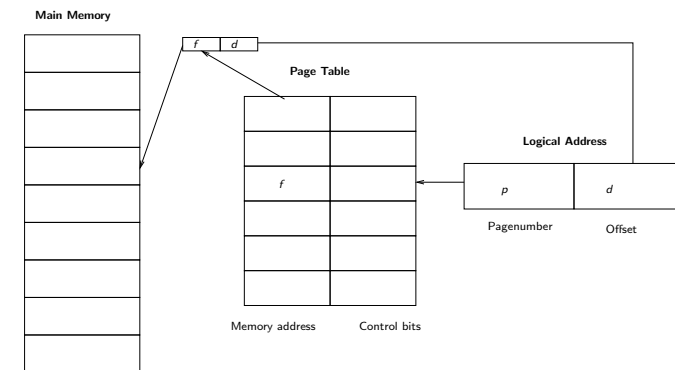 Main Memory
f d
Page Table
Logical Address
f
p d
Pagenumber
Offset
Memory address Control bits